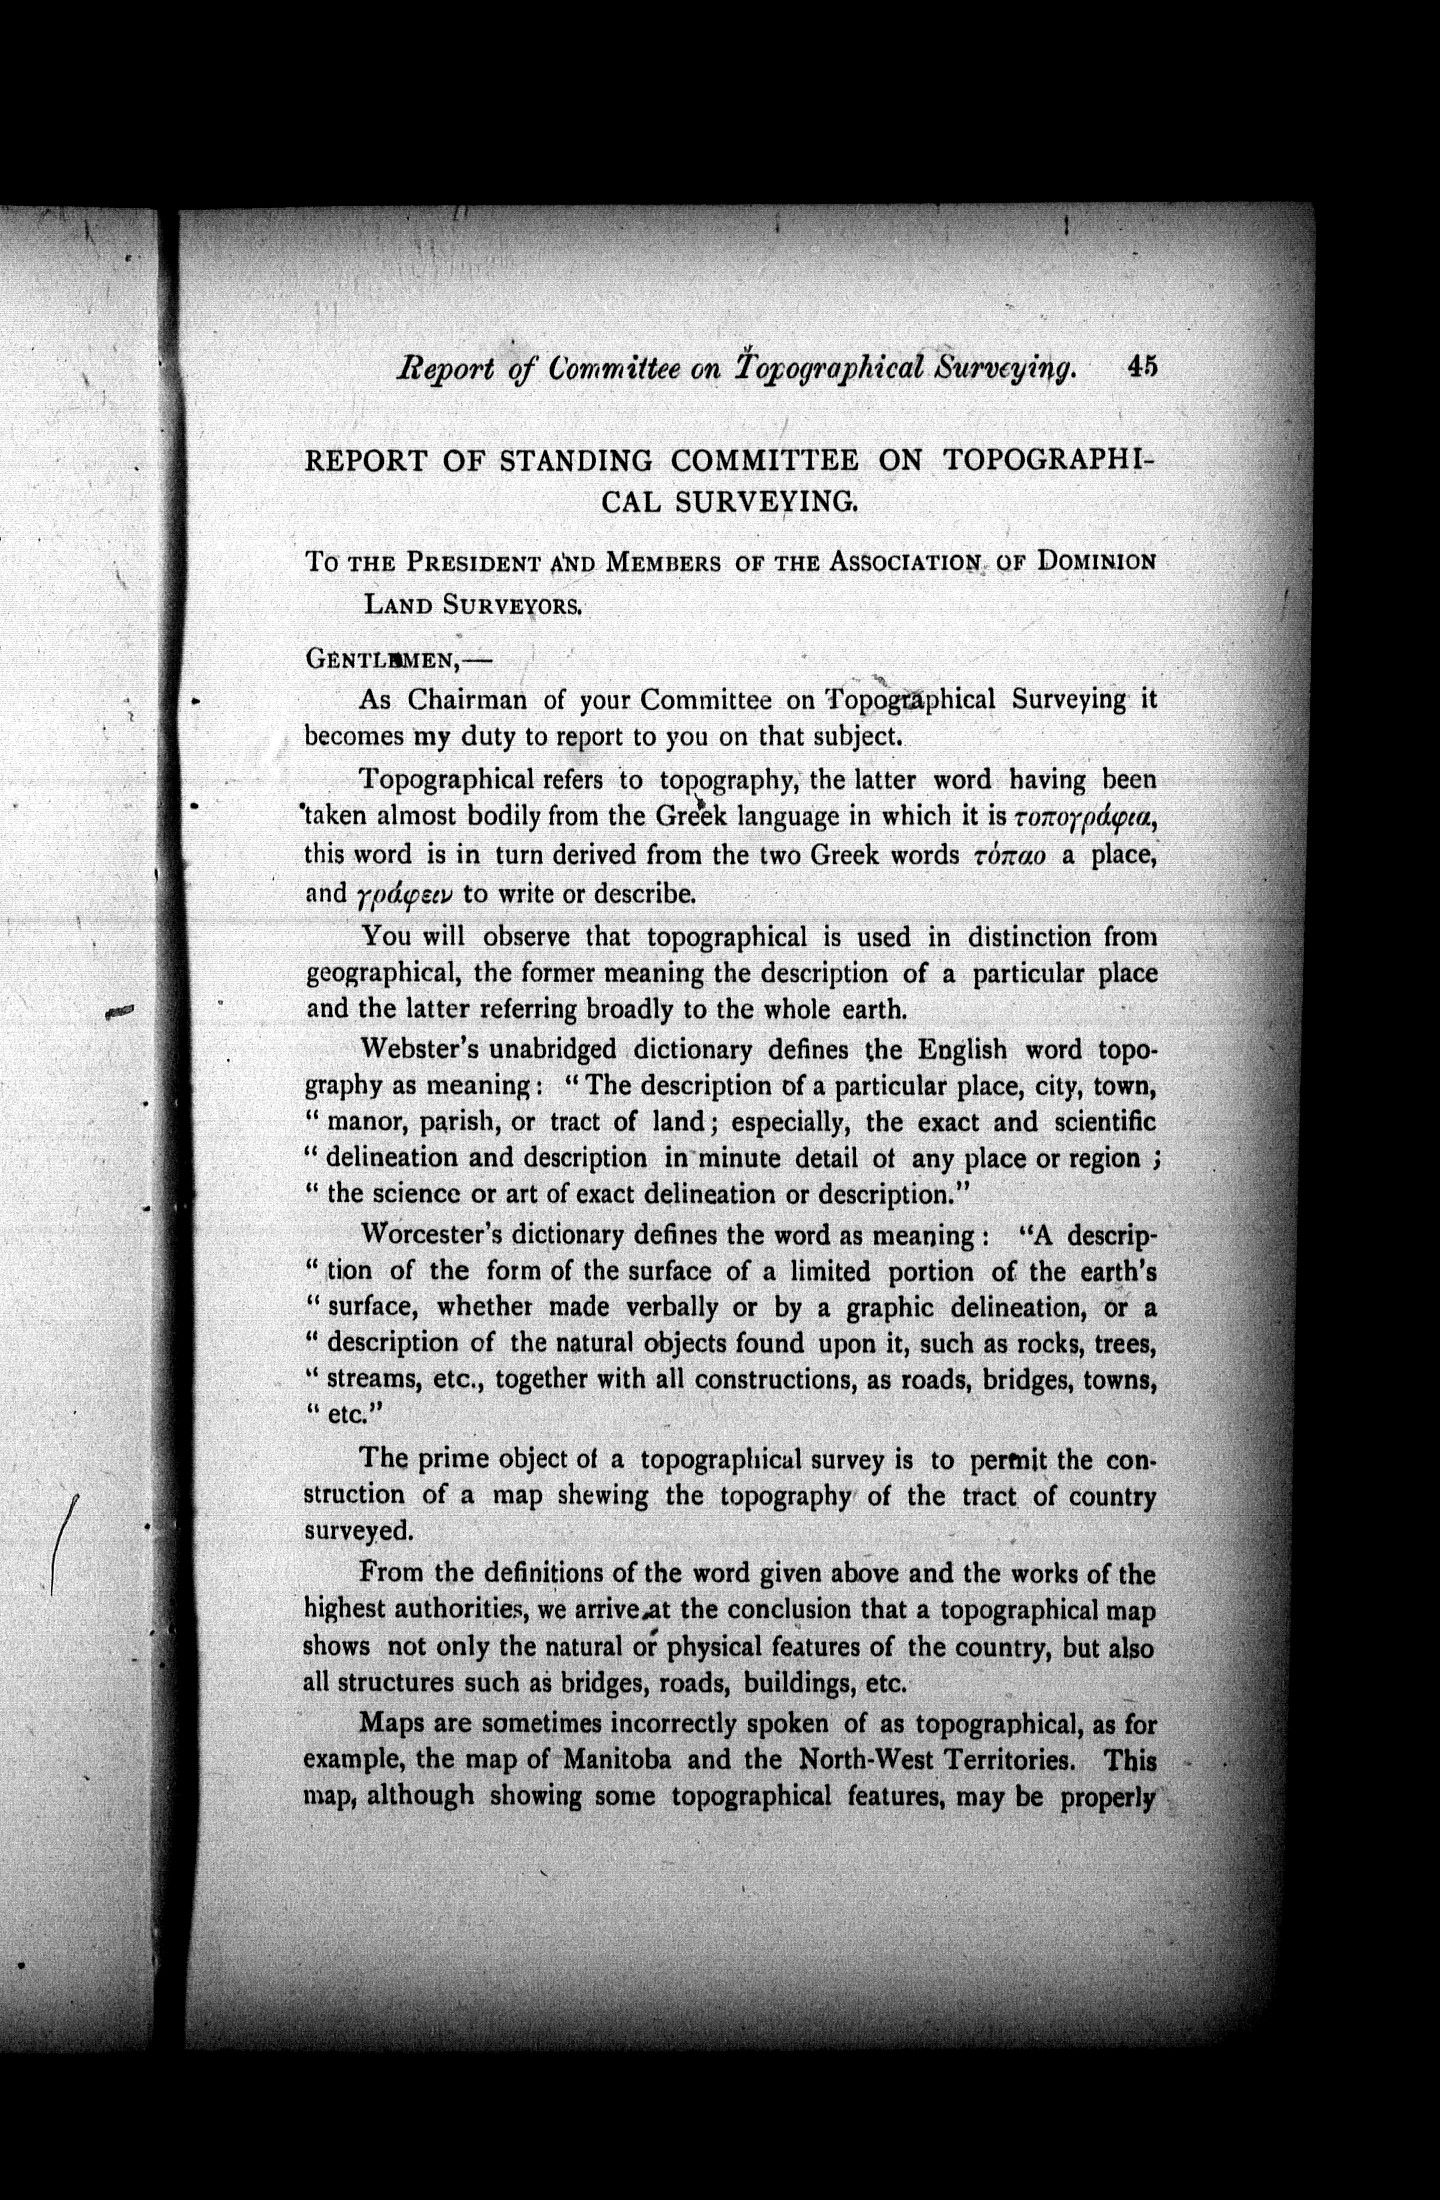 Report of Committee on Topographical Surveying. 45
REPORT OF STANDING COMMITTEE ON TOPOGRAPHI-
CAL SURVEYING.
To the President and Members of the Association of Dominion
Land Surveyors.
Gentlemen,—
As Chairman of your Committee on Topographical Surveying it
becomes my duty to report to you on that subject.
Topographical refers to topography, the latter word having been
taken almost bodily from the Greek language in which it is τοπογράφια,
this word is in turn derived from the two Greek words τόπαο a place,
and γράφειν to write or describe.
You will observe that topographical is used in distinction from
geographical, the former meaning the description of a particular place
and the latter referring broadly to the whole earth.
Webster's unabridged dictionary defines the English word topo-
graphy as meaning: "The description of a particular place, city, town,
" manor, parish, or tract of land; especially, the exact and scientific
" delineation and description in minute detail of any place or region ;
" the science or art of exact delineation or description."
Worcester's dictionary defines the word as meaning : "A descrip-
" tion of the form of the surface of a limited portion of the earth's
" surface, whether made verbally or by a graphic delineation, or a
" description of the natural objects found upon it, such as rocks, trees,
" streams, etc., together with all constructions, as roads, bridges, towns,
" etc."
The prime object of a topographical survey is to permit the con-
struction of a map shewing the topography of the tract of country
surveyed.
From the definitions of the word given above and the works of the
highest authorities, we arrive at the conclusion that a topographical map
shows not only the natural or physical features of the country, but also
all structures such as bridges, roads, buildings, etc.
Maps are sometimes incorrectly spoken of as topographical, as for
example, the map of Manitoba and the North-West Territories. This
map, although showing some topographical features, may be properly